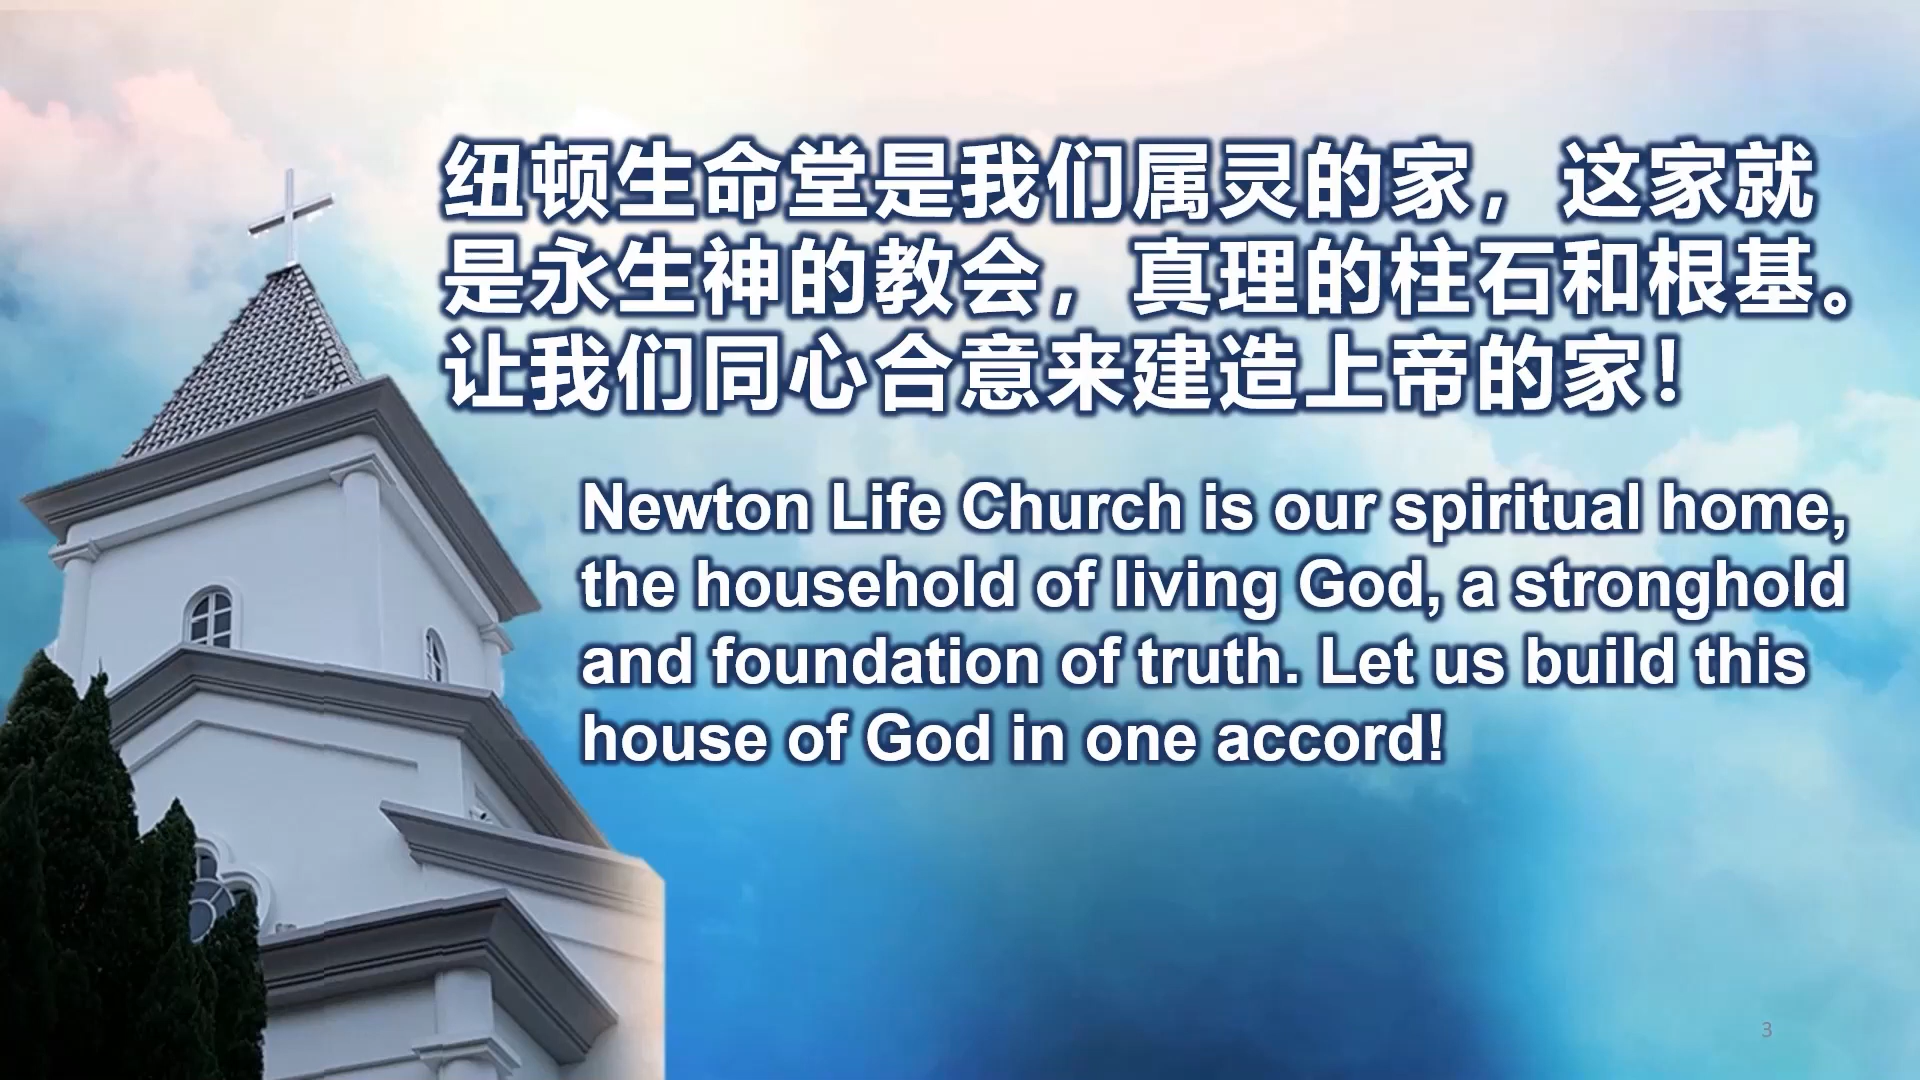 纽顿生命堂是我们属灵的家，这家就
是永生神的教会，真理的柱石和根基。
让我们同心合意来建造上帝的家！
Newton Life Church is our spiritual home,
the household of living God, a stronghold
and foundation of truth. Let us build this
house of God in one accord!
3